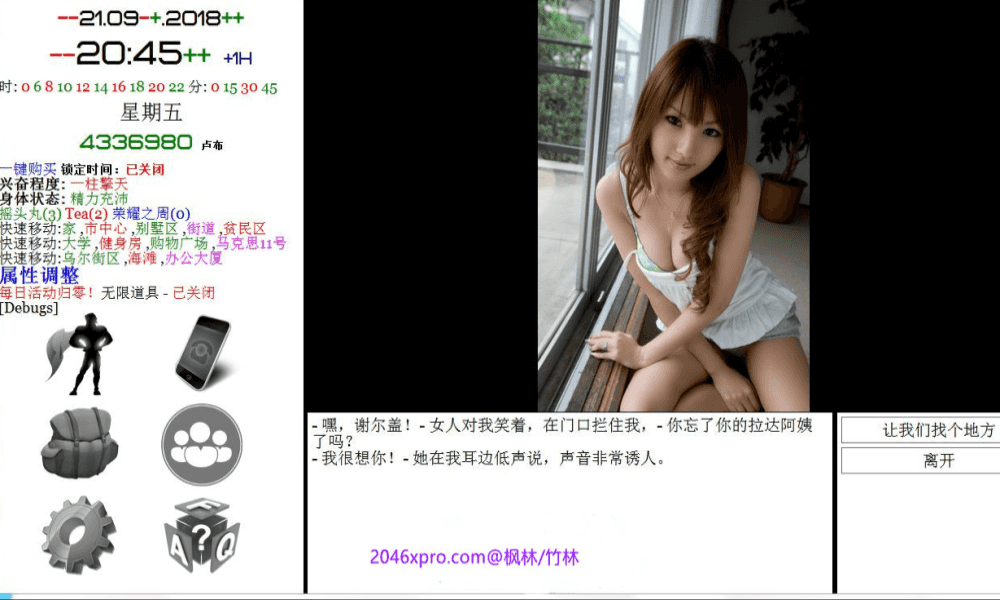 --21.09-+.2018++
--20:45++ +1H
时: 0 6 8 10 12 14 16 18 20 22 分: 0 15 30 45
星期五
4336980 卢布
一键购买 锁定时间：已关闭
兴奋程度: 一柱擎天
身体状态: 精力充沛
摇头丸(3) Tea(2) 荣耀之周(0)
快速移动:家 ,市中心 ,别墅区 ,街道 ,贫民区
快速移动:大学 ,健身房 ,购物广场 ,马克思11号
快速移动:乌尔街区 ,海滩 ,办公大厦
属性调整
每日活动归零！无限道具 - 已关闭
[Debugs]
F
A ? Q
- 嘿，谢尔盖！- 女人对我笑着，在门口拦住我，- 你忘了你的拉达阿姨
了吗？
- 我很想你！- 她在我耳边低声说，声音非常诱人。
让我们找个地方
离开
2046xpro.com@枫林/竹林